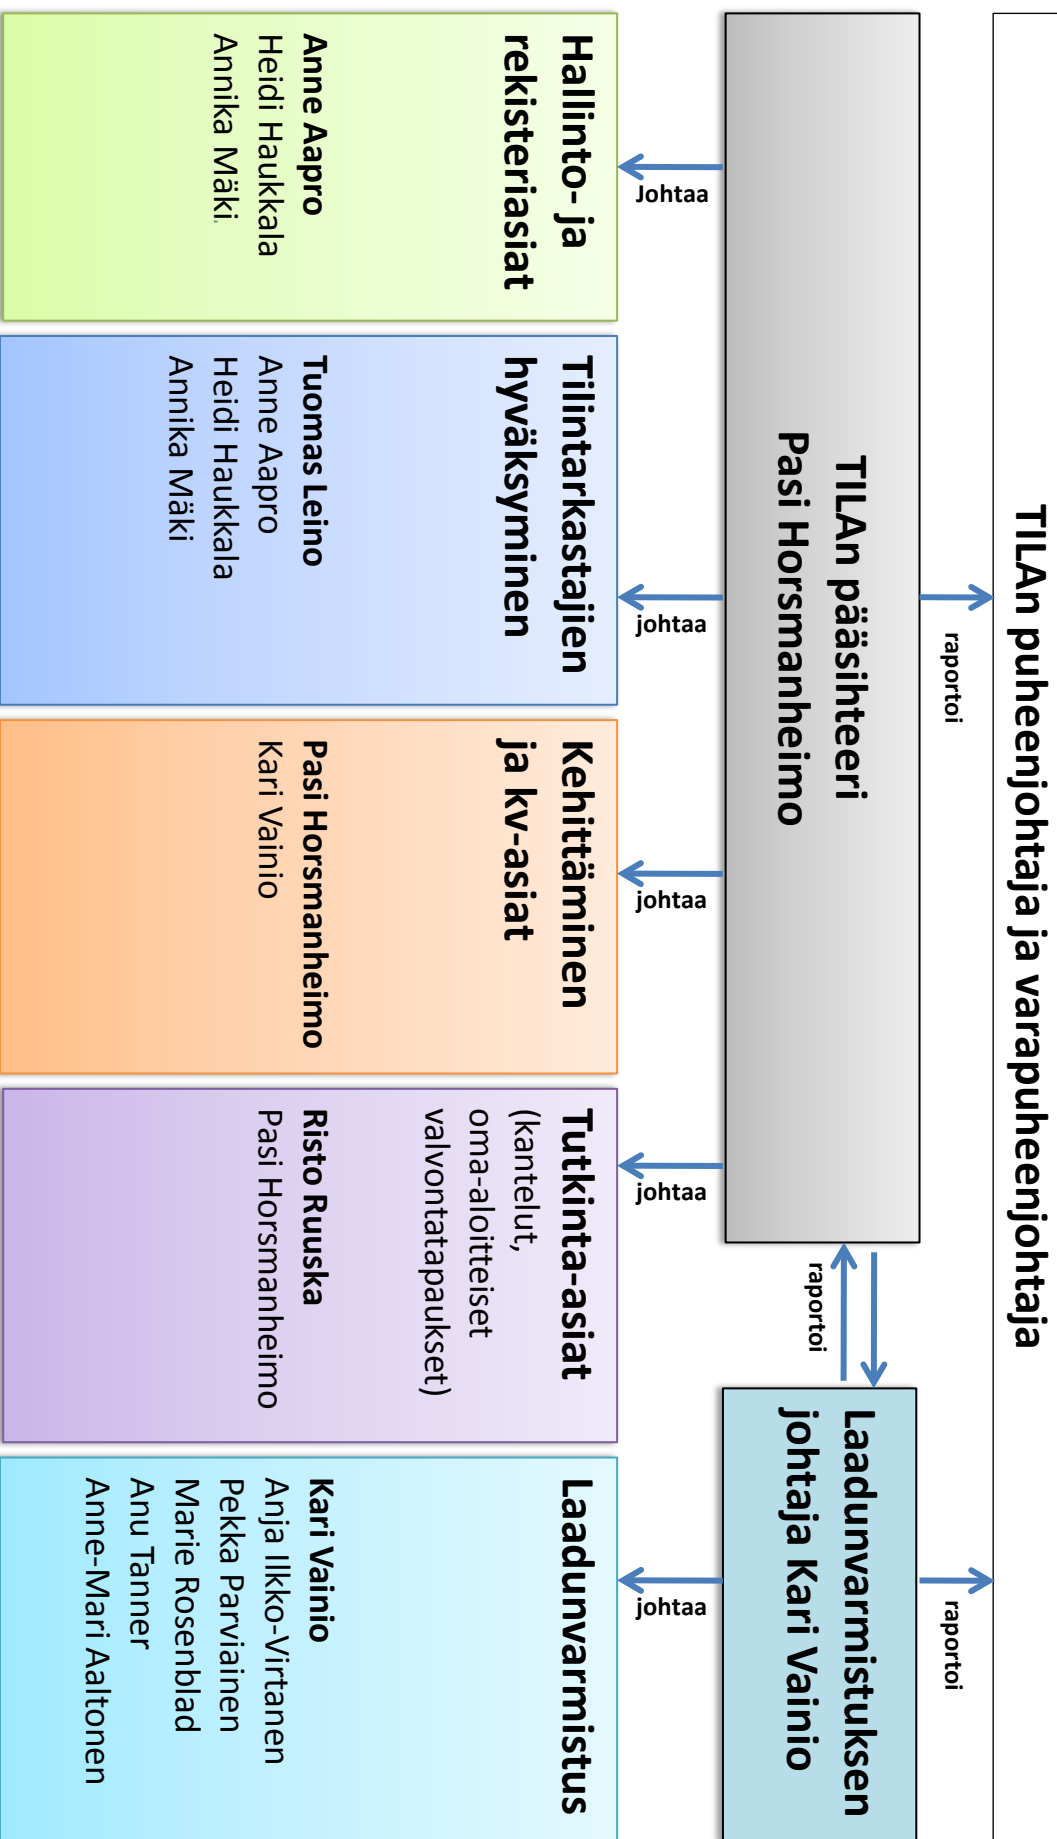 TILAn puheenjohtaja ja varapuheenjohtaja
raportoi
raportoi
TILAn pääsihteeri
Pasi Horsmanheimo
raportoi
Laadunvarmistuksen
johtaja Kari Vainio
Johtaa
johtaa
johtaa
johtaa
johtaa
Hallinto- ja
rekisteriasiat
Anne Aapro
Heidi Haukkala
Annika Mäki
Tilintarkastajien
hyväksyminen
Tuomas Leino
Anne Aapro
Heidi Haukkala
Annika Mäki
Kehittäminen
ja kv-asiat
Pasi Horsmanheimo
Kari Vainio
Tutkinta-asiat
(kantelut,
oma-aloitteiset
valvontatapaukset)
Risto Ruuska
Pasi Horsmanheimo
Laadunvarmistus
Kari Vainio
Anja Ilkko-Virtanen
Pekka Parviainen
Marie Rosenblad
Anu Tanner
Anne-Mari Aaltonen